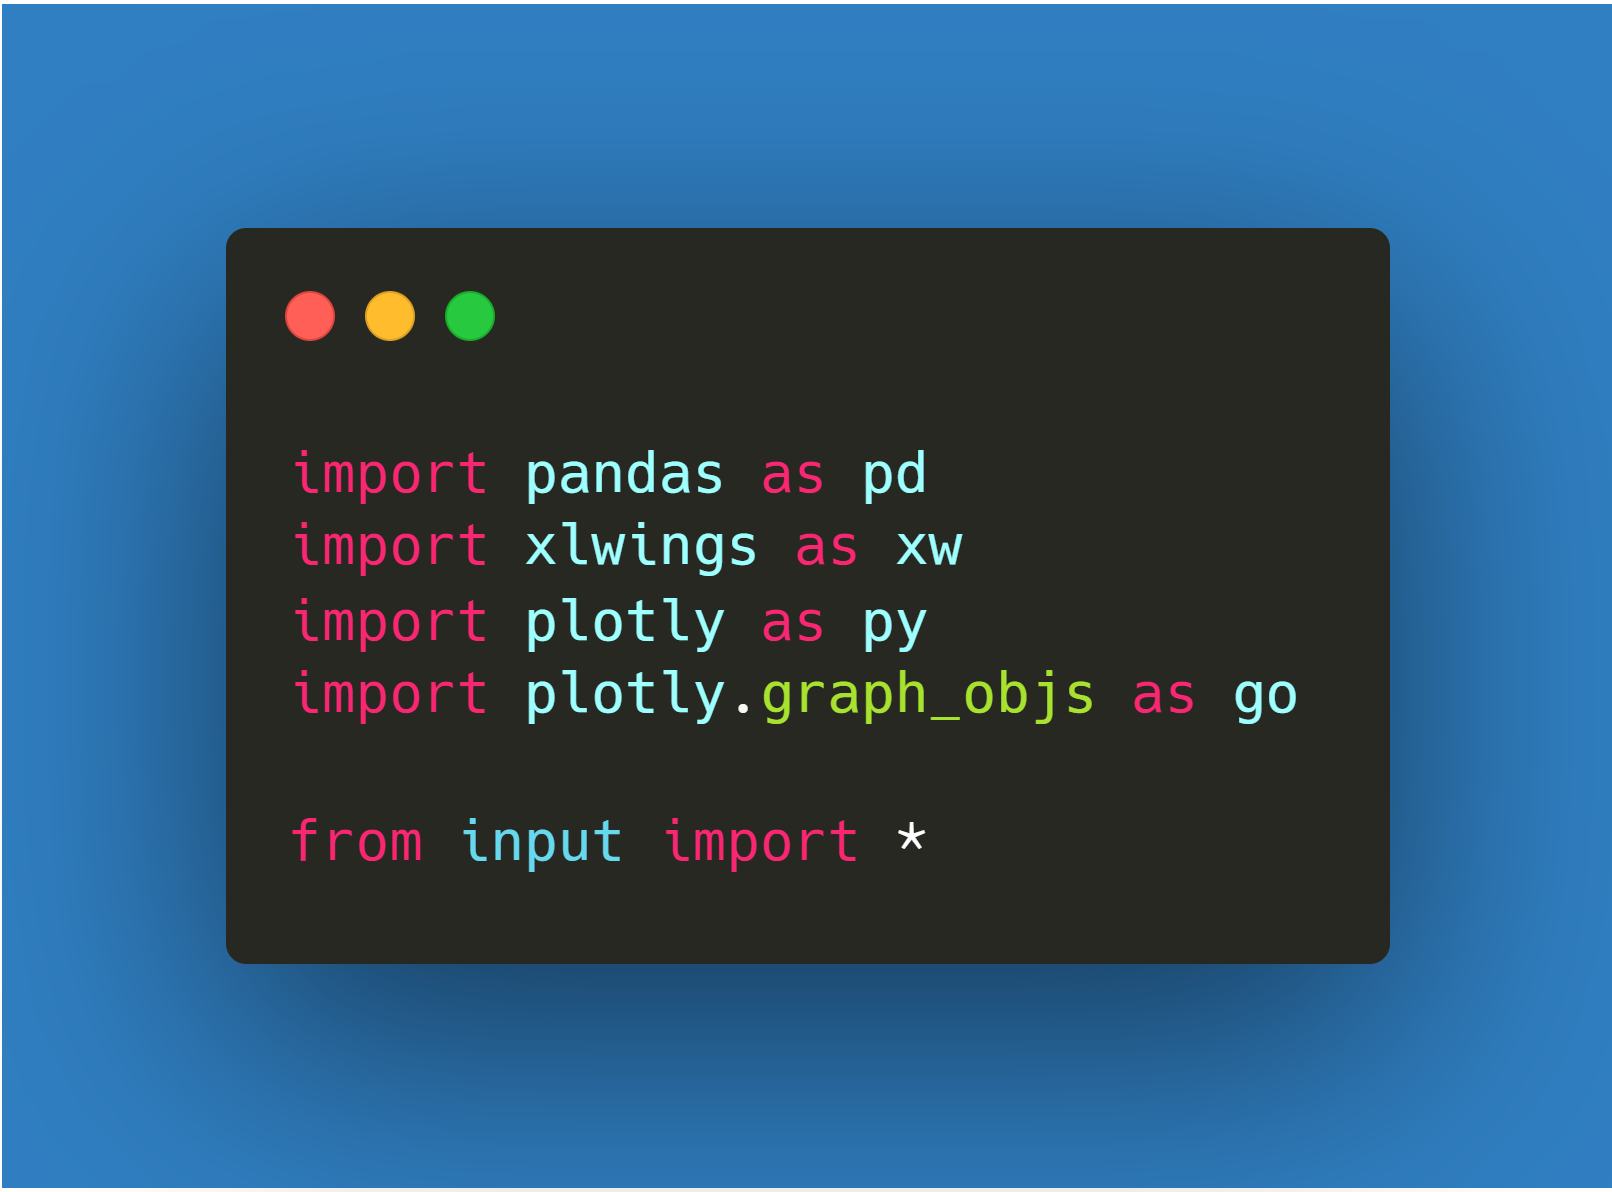 import pandas as pd
import xlwings as xw
import plotly as py
import plotly.graph_objs as go
from input import *